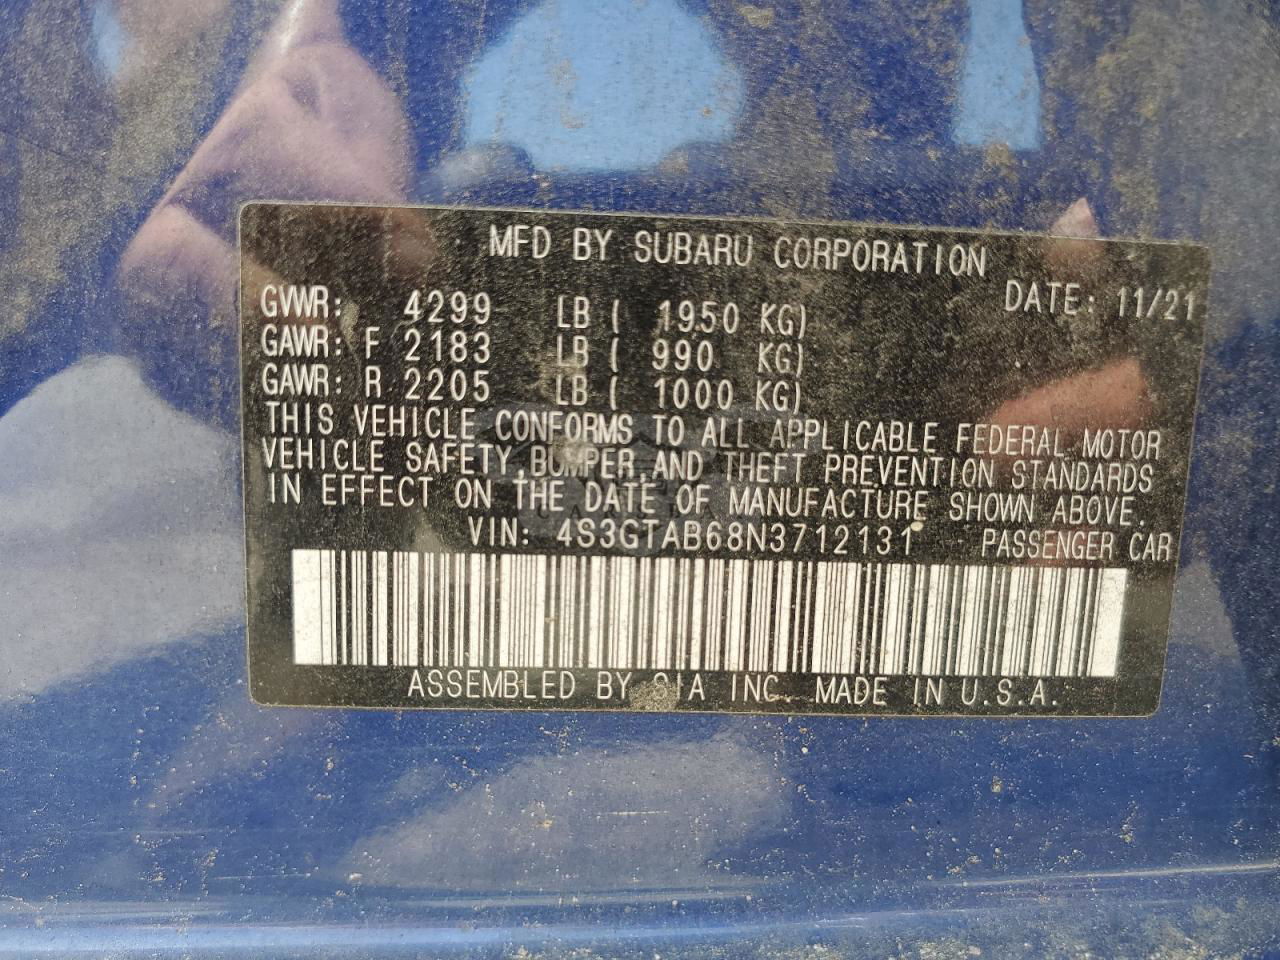 MFD BY SUBARU CORPORATION
DATE: 11/21
GVWR: 4299 LB ( 1950 KG)
GAWR: F 2183 LB ( 990 KG)
GAWR: R 2205 LB ( 1000 KG)
THIS VEHICLE CONFORMS TO ALL APPLICABLE FEDERAL MOTOR
VEHICLE SAFETY, BUMPER, AND THEFT PREVENTION STANDARDS
IN EFFECT ON THE DATE OF MANUFACTURE SHOWN ABOVE.
VIN: 4S3GTAB68N3712131 PASSENGER CAR
ASSEMBLED BY SIA INC. MADE IN U.S.A.